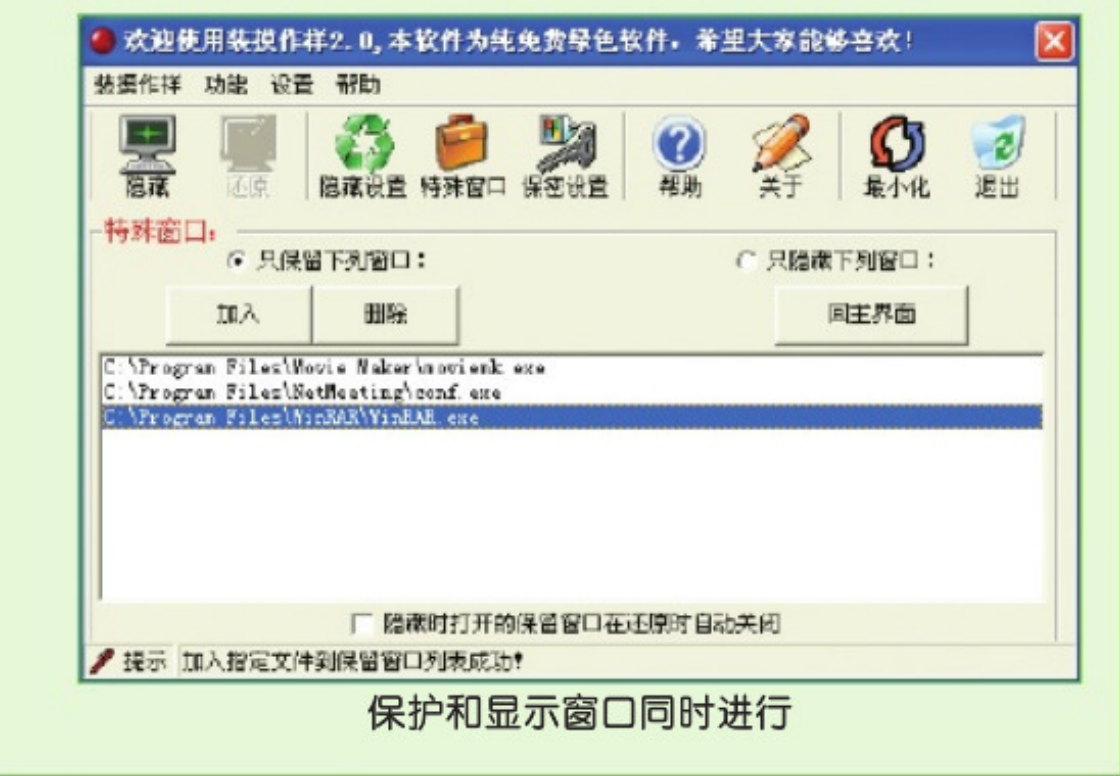 欢迎使用装模作样2.0,本软件为纯免费绿色软件。希望大家能够喜欢!
装模作样 功能 设置 帮助
隐藏 还原 隐藏设置 特殊窗口 保密设置 帮助 关于 最小化 退出
特殊窗口:
只保留下列窗口: 只隐藏下列窗口:
加入 删除 回主界面
C:\Program Files\Movie Maker\moviemk.exe
C:\Program Files\NetMeeting\conf.exe
C:\Program Files\WinRAR\WinRAR.exe
隐藏时打开的保留窗口在还原时自动关闭
提示 加入指定文件到保留窗口列表成功!
保护和显示窗口同时进行